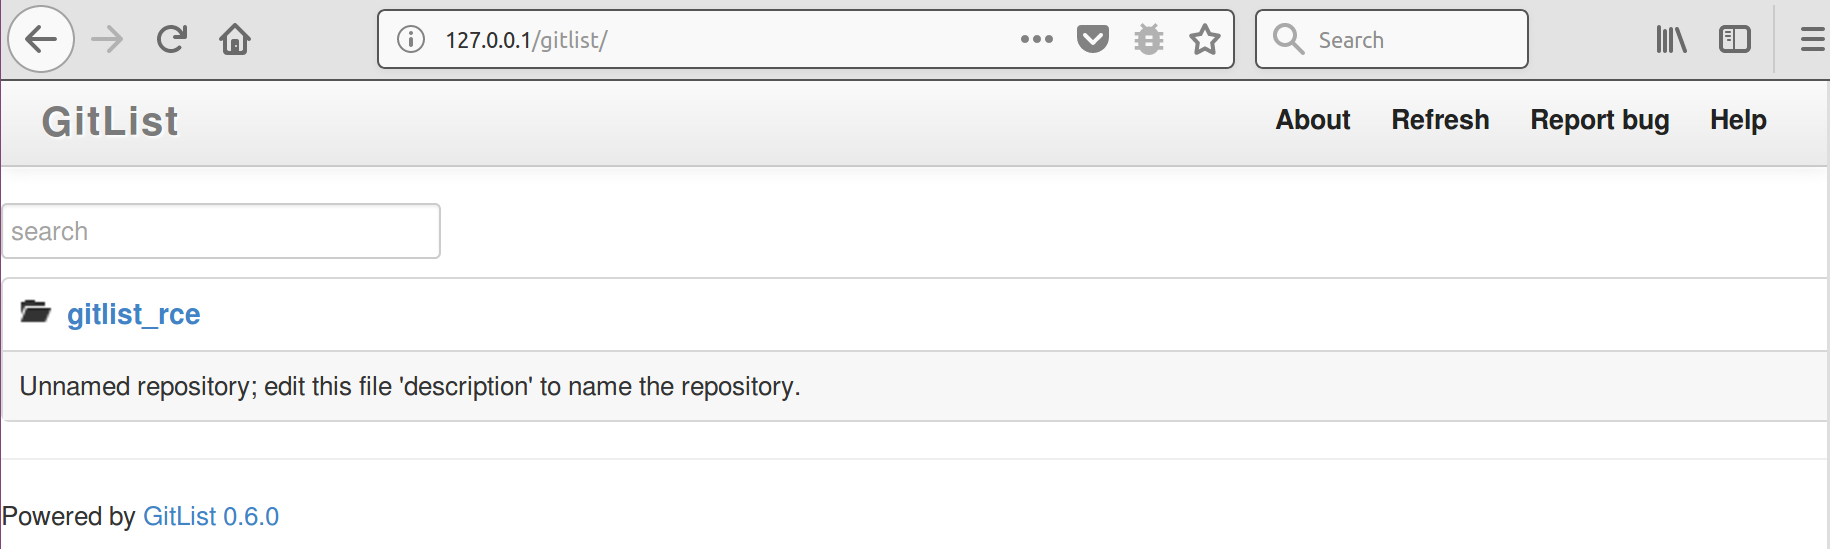 127.0.0.1/gitlist/ Search
GitList About Refresh Report bug Help
search
gitlist_rce
Unnamed repository; edit this file 'description' to name the repository.
Powered by GitList 0.6.0